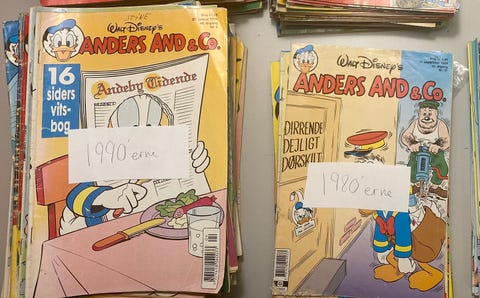 WALT DISNEY'S
ANDERS AND & Co.
16
siders
vits-
bog
Andeby Tidende
1990'erne
WALT DISNEY'S
ANDERS AND & Co.
DIRRENDE
DEJLIGT
DØRSKILT
1980'erne